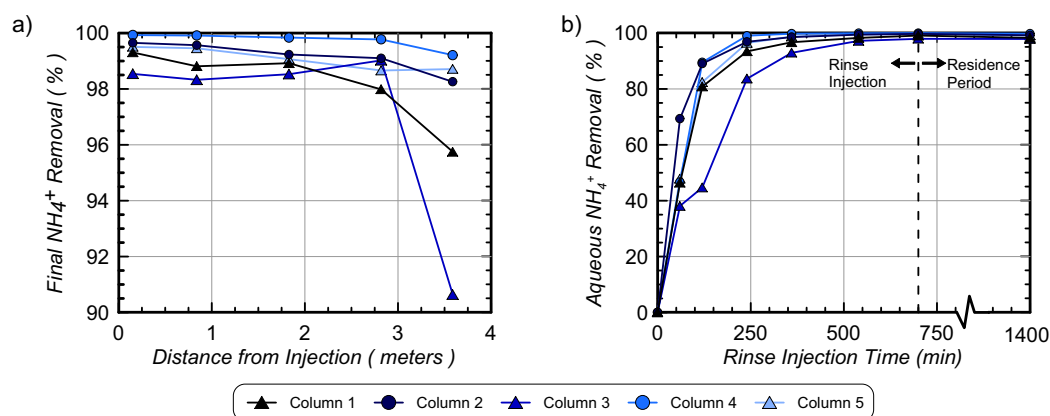 a)
Final NH4+ Removal ( % )
100
98
96
94
92
90
0
1
2
3
4
Distance from Injection ( meters )
b)
Aqueous NH4+ Removal ( % )
100
80
60
40
20
0
Rinse Injection
Residence Period
0
250
500
750
1400
Rinse Injection Time (min)
Column 1
Column 2
Column 3
Column 4
Column 5